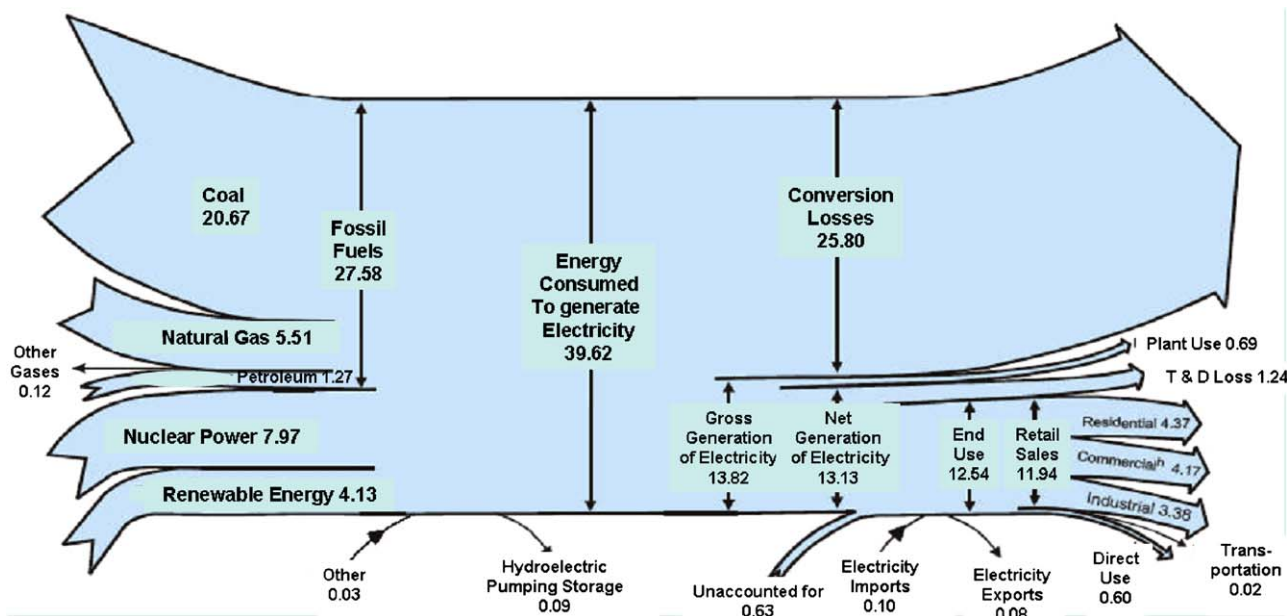 Coal
20.67
Fossil
Fuels
27.58
Energy
Consumed
To generate
Electricity
39.62
Conversion
Losses
25.80
Natural Gas 5.51
Other
Gases
0.12
Petroleum 1.27
Nuclear Power 7.97
Renewable Energy 4.13
Plant Use 0.69
T & D Loss 1.24
Gross
Generation
of Electricity
13.82
Net
Generation
of Electricity
13.13
End
Use
12.54
Retail
Sales
11.94
Residential 4.37
Commercialʰ 4.17
Industrial 3.38
Other
0.03
Hydroelectric
Pumping Storage
0.09
Unaccounted for
0.63
Electricity
Imports
0.10
Electricity
Exports
0.08
Direct
Use
0.60
Trans-
portation
0.02